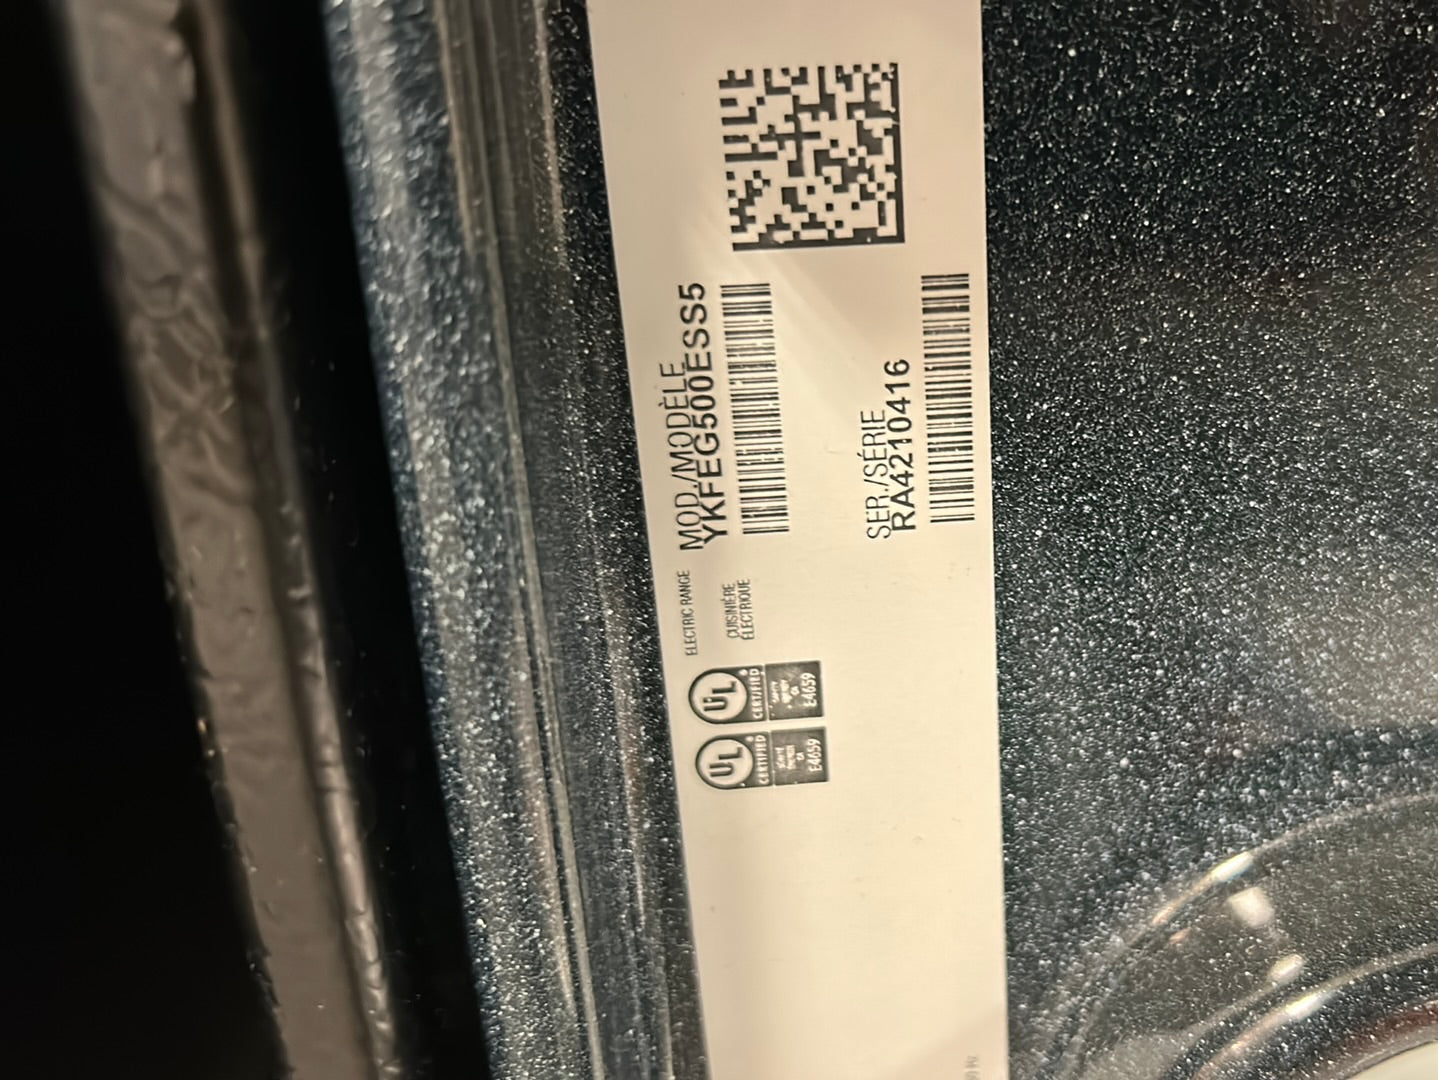 MOD./MODÈLE
YKFEG500ESS5
SER./SÉRIE
RA4210416
ELECTRIC RANGE
CUISINIÈRE
ÉLECTRIQUE
UL
CERTIFIED
E4659
UL
CERTIFIED
E4659